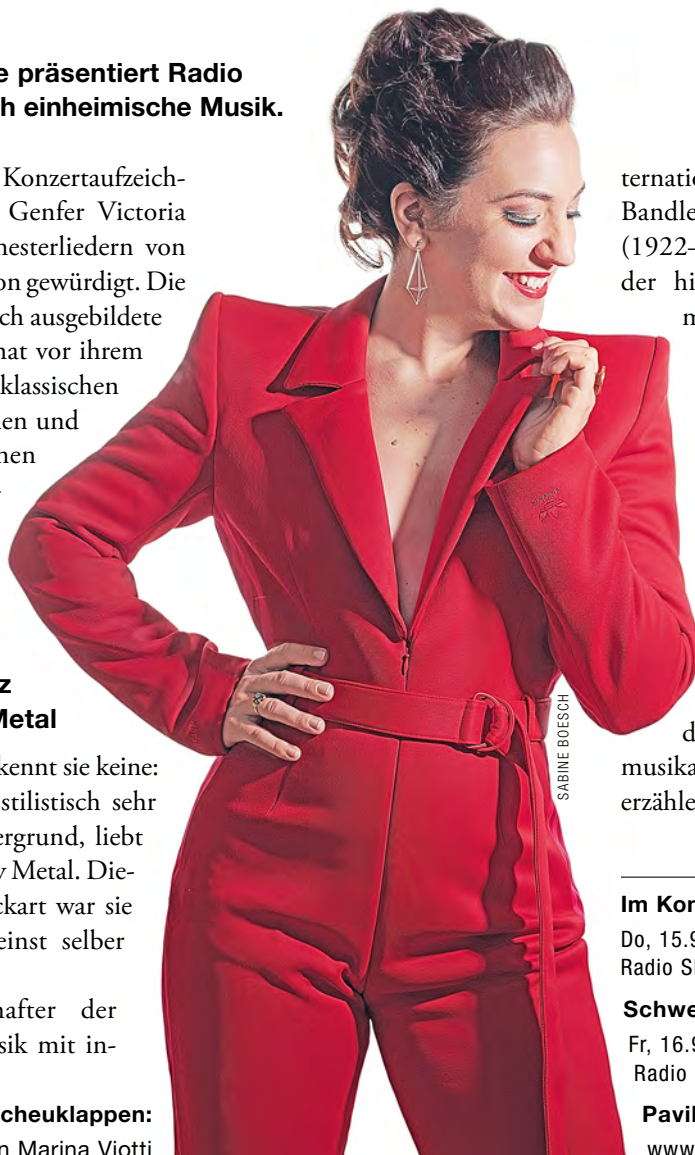 e präsentiert Radio
h einheimische Musik.
Konzertaufzeich-
Genfer Victoria
hesterliedern von
on gewürdigt. Die
ch ausgebildete
hat vor ihrem
klassischen
en und
nen
z
Metal
kennt sie keine:
stilistisch sehr
ergrund, liebt
y Metal. Die-
ckart war sie
einst selber
hafter der
sik mit in-
cheuklappen:
n Marina Viotti
SABINE BOESCH
ternatio
Bandle
(1922–
der hi
m
d
musika
erzähle
Im Kon
Do, 15.9
Radio S
Schwe
Fr, 16.9
Radio
Pavil
www